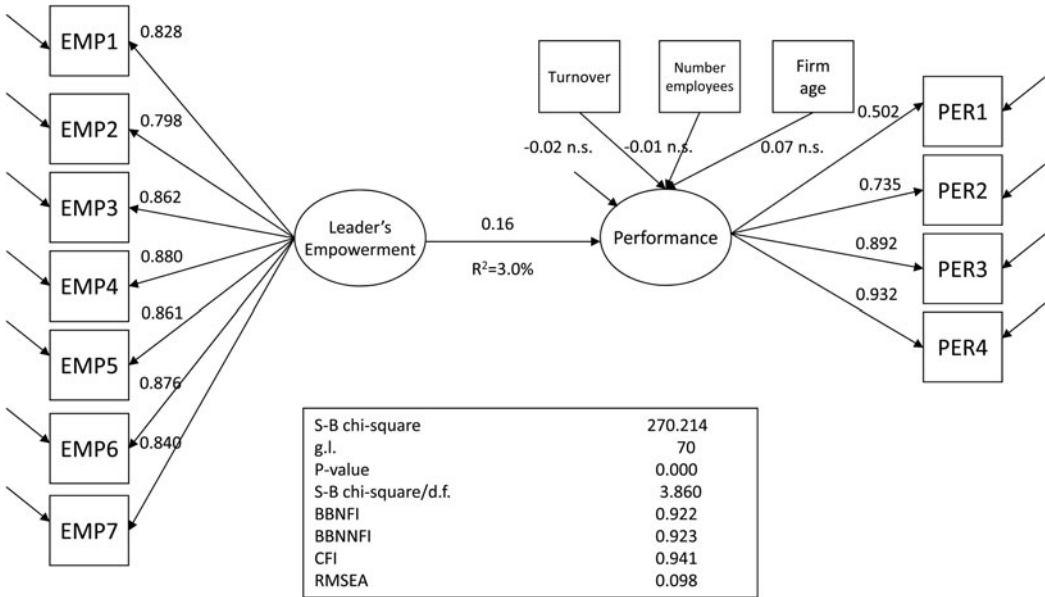 EMP1
0.828
EMP2
0.798
EMP3
0.862
EMP4
0.880
EMP5
0.861
EMP6
0.876
EMP7
0.840
Leader's
Empowerment
0.16
R²=3.0%
Turnover
Number
employees
Firm
age
-0.02 n.s.
-0.01 n.s.
0.07 n.s.
Performance
0.502
PER1
0.735
PER2
0.892
PER3
0.932
PER4
S-B chi-square 270.214
g.l. 70
P-value 0.000
S-B chi-square/d.f. 3.860
BBNFI 0.922
BBNNFI 0.923
CFI 0.941
RMSEA 0.098